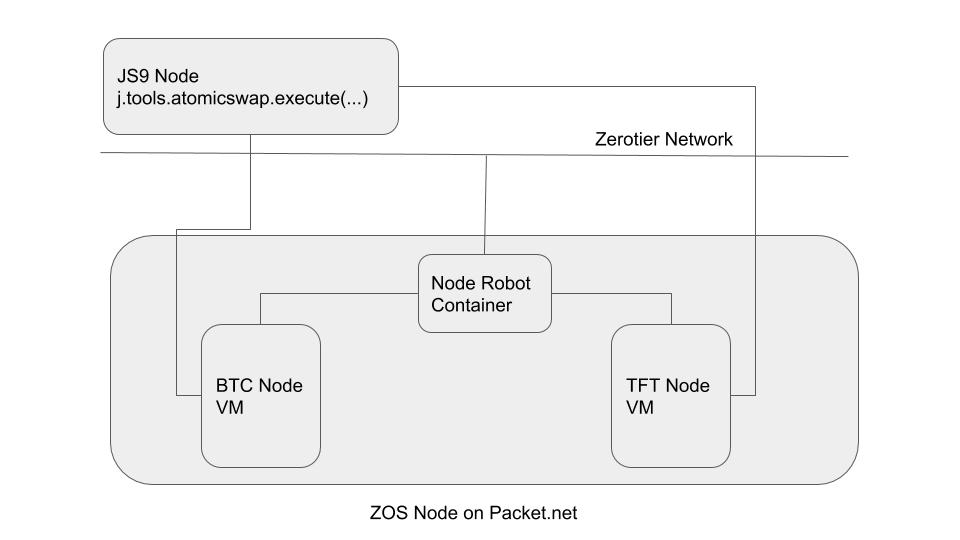 JS9 Node
j.tools.atomicswap.execute(...)
Zerotier Network
Node Robot
Container
BTC Node
VM
TFT Node
VM
ZOS Node on Packet.net